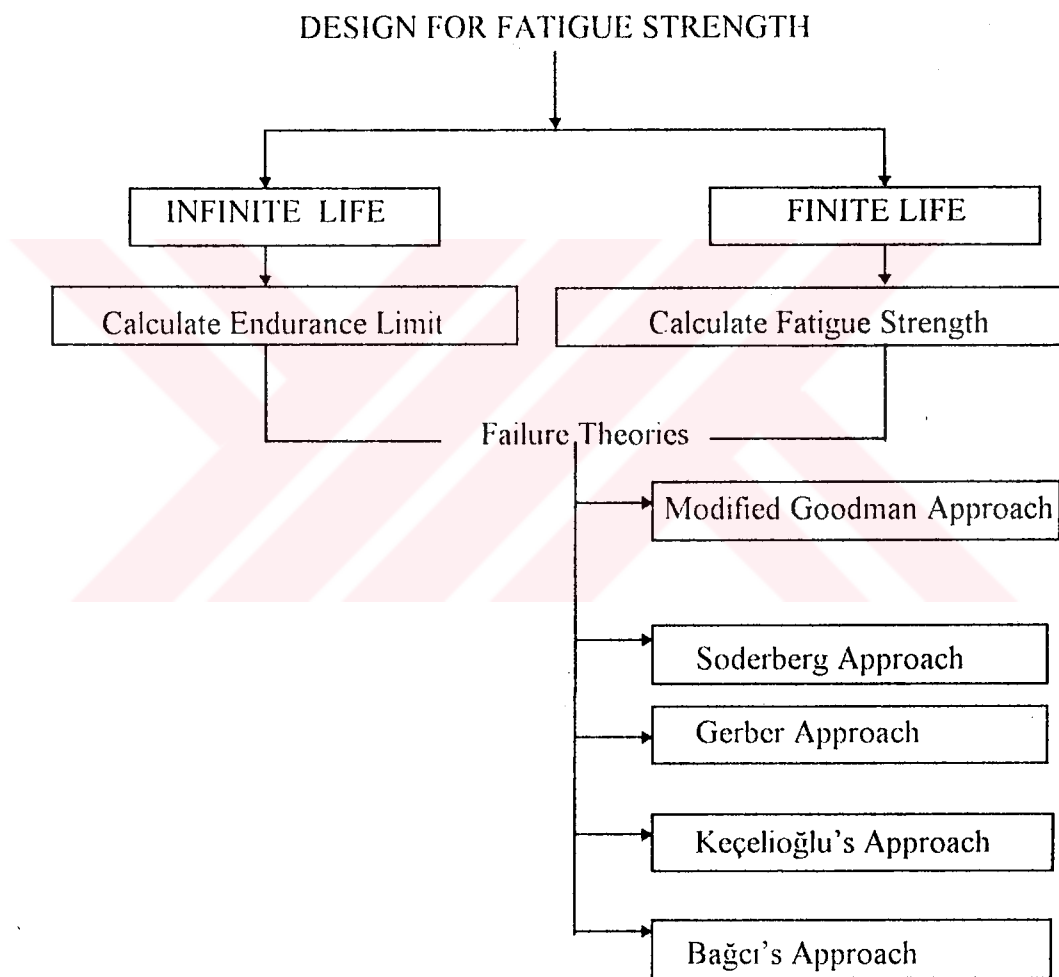 DESIGN FOR FATIGUE STRENGTH
INFINITE LIFE
FINITE LIFE
Calculate Endurance Limit
Calculate Fatigue Strength
Failure Theories
Modified Goodman Approach
Soderberg Approach
Gerber Approach
Keçelioğlu's Approach
Bağcı's Approach